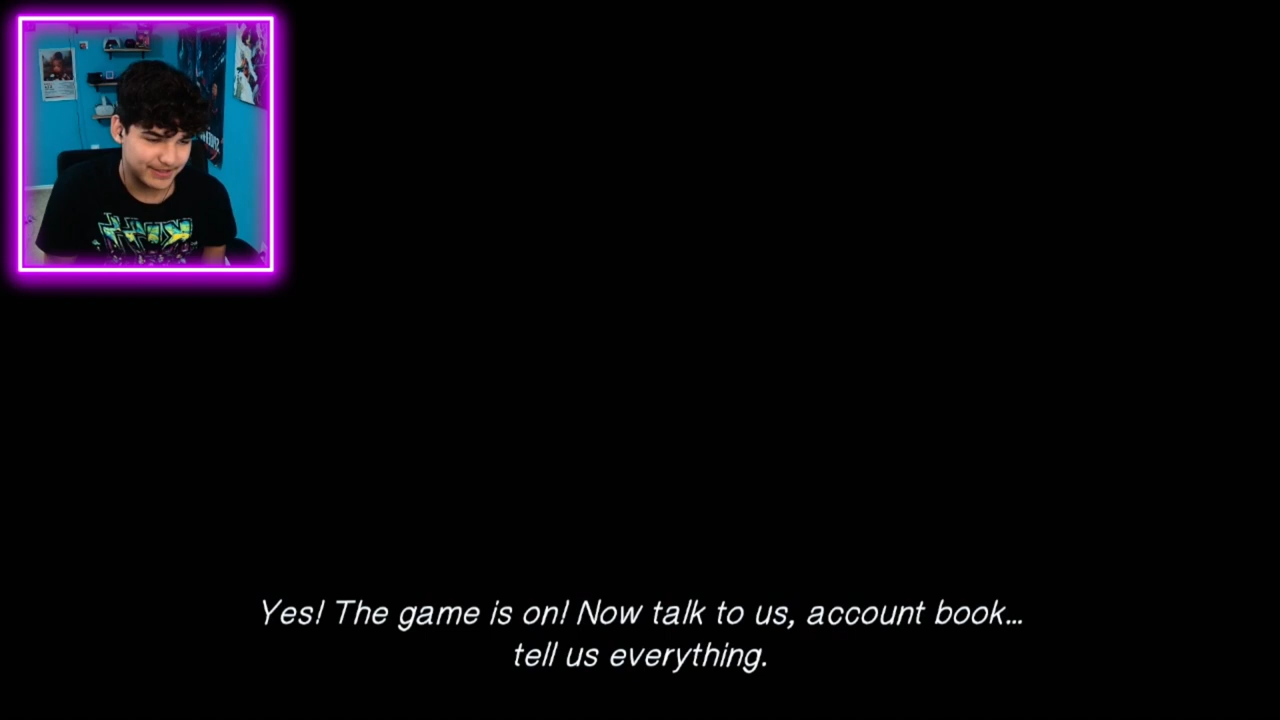 Yes! The game is on! Now talk to us, account book...
tell us everything.